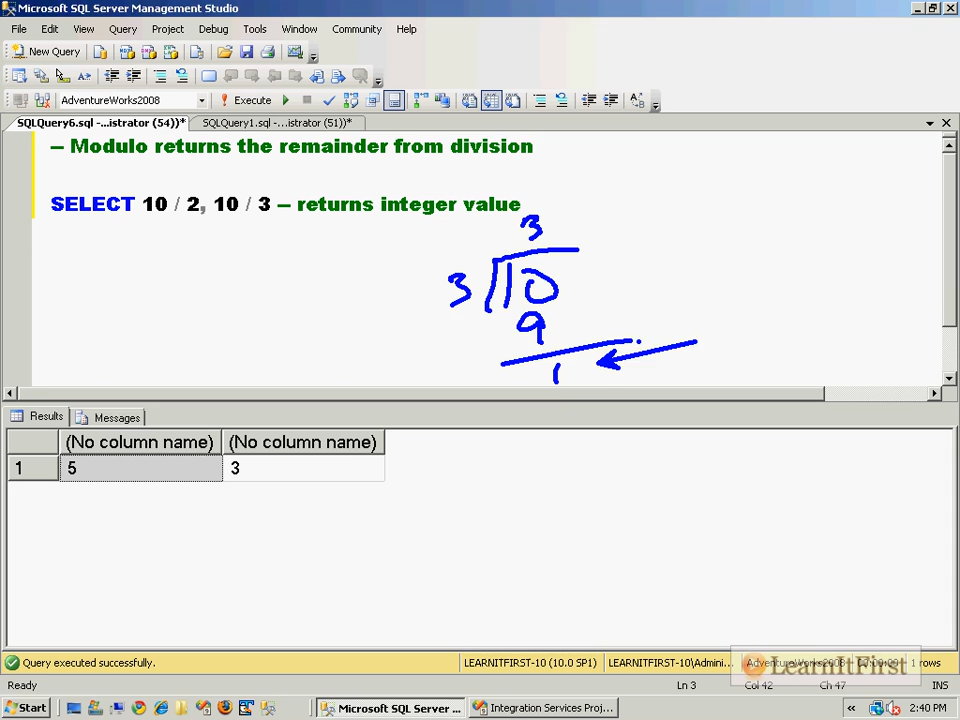 Microsoft SQL Server Management Studio
File Edit View Query Project Debug Tools Window Community Help
New Query
AdventureWorks2008 Execute
SQLQuery6.sql -...istrator (54))* SQLQuery1.sql -...istrator (51))*
-- Modulo returns the remainder from division
SELECT 10 / 2, 10 / 3 -- returns integer value
3
3 10
9
1
Results Messages
(No column name) (No column name)
1 5 3
Query executed successfully. LEARNITFIRST-10 (10.0 SP1) LEARNITFIRST-10\Admini... AdventureWorks2008 00:00:00 1 rows
LearnItFirst
Ready Ln 3 Col 42 Ch 47 INS
Start Microsoft SQL Server ... Integration Services Proj... « 2:40 PM